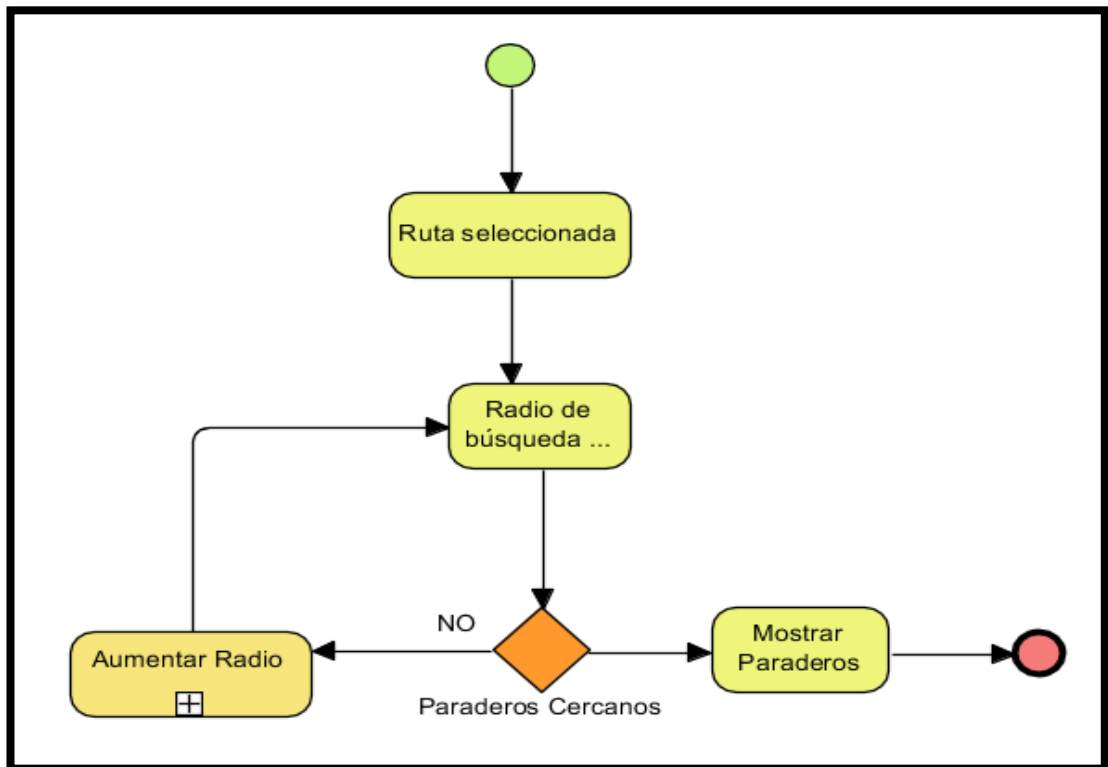 Ruta seleccionada
Radio de
búsqueda ...
NO
Aumentar Radio
Mostrar
Paraderos
Paraderos Cercanos